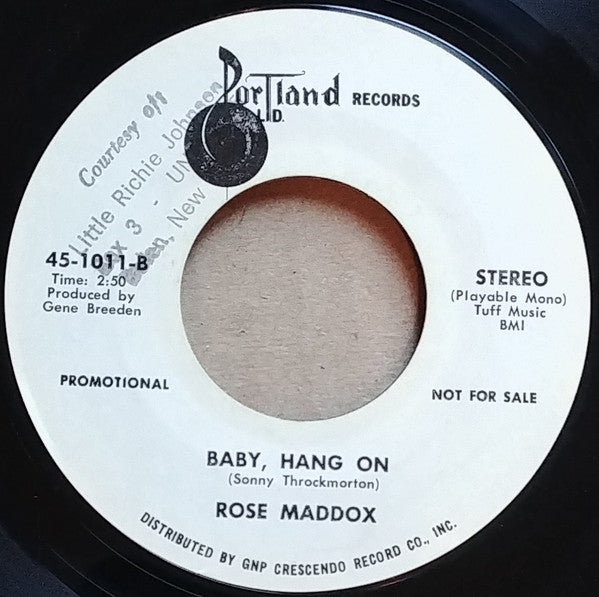 PorTland RECORDS
LTD.
Courtesy of:
Little Richie Johnson
BOX 3 - UN
Belen, New
45-1011-B
Time: 2:50
Produced by
Gene Breeden
STEREO
(Playable Mono)
Tuff Music
BMI
PROMOTIONAL
NOT FOR SALE
BABY, HANG ON
(Sonny Throckmorton)
ROSE MADDOX
DISTRIBUTED BY GNP CRESCENDO RECORD CO., INC.